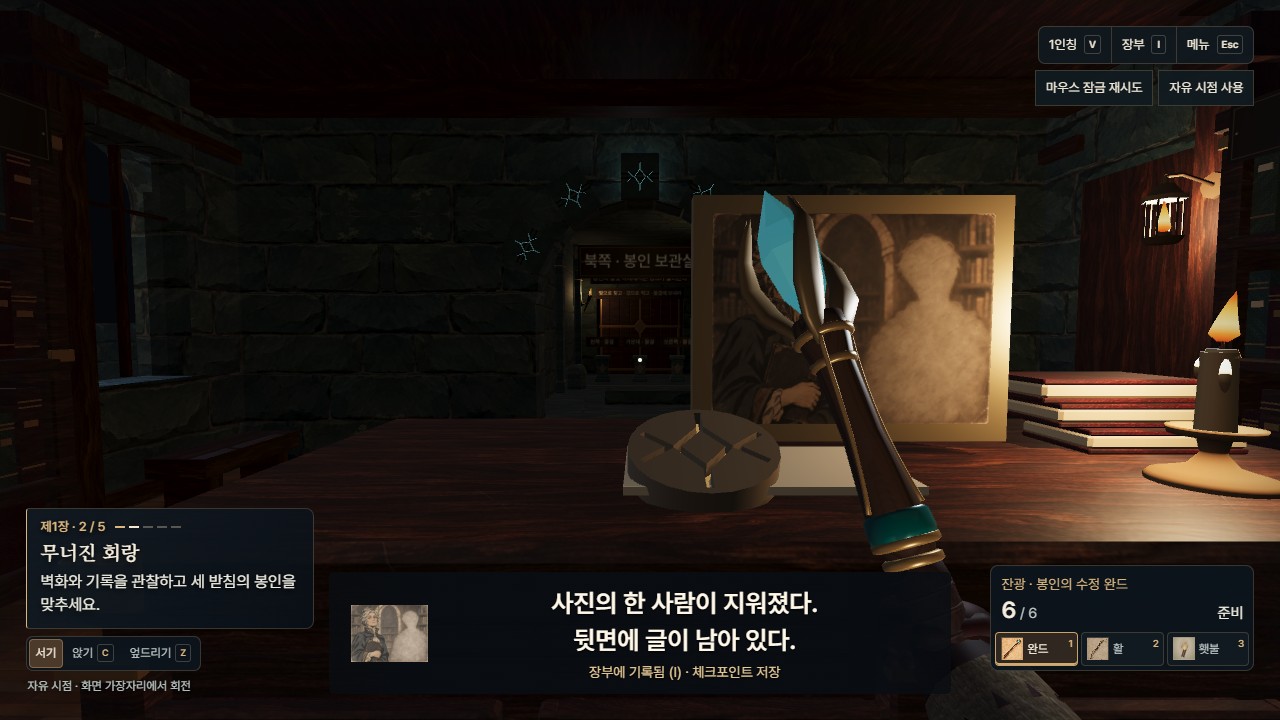 1인칭 V 장부 I 메뉴 Esc
마우스 잠금 재시도 자유 시점 사용
북쪽 · 봉인 보관실
제1장 · 2 / 5
무너진 회랑
벽화와 기록을 관찰하고 세 받침의 봉인을
맞추세요.
서기 앉기 C 엎드리기 Z
자유 시점 · 화면 가장자리에서 회전
사진의 한 사람이 지워졌다.
뒷면에 글이 남아 있다.
장부에 기록됨 (I) · 체크포인트 저장
잔광 · 봉인의 수정 완드
6 / 6 준비
완드 1 활 2 횃불 3